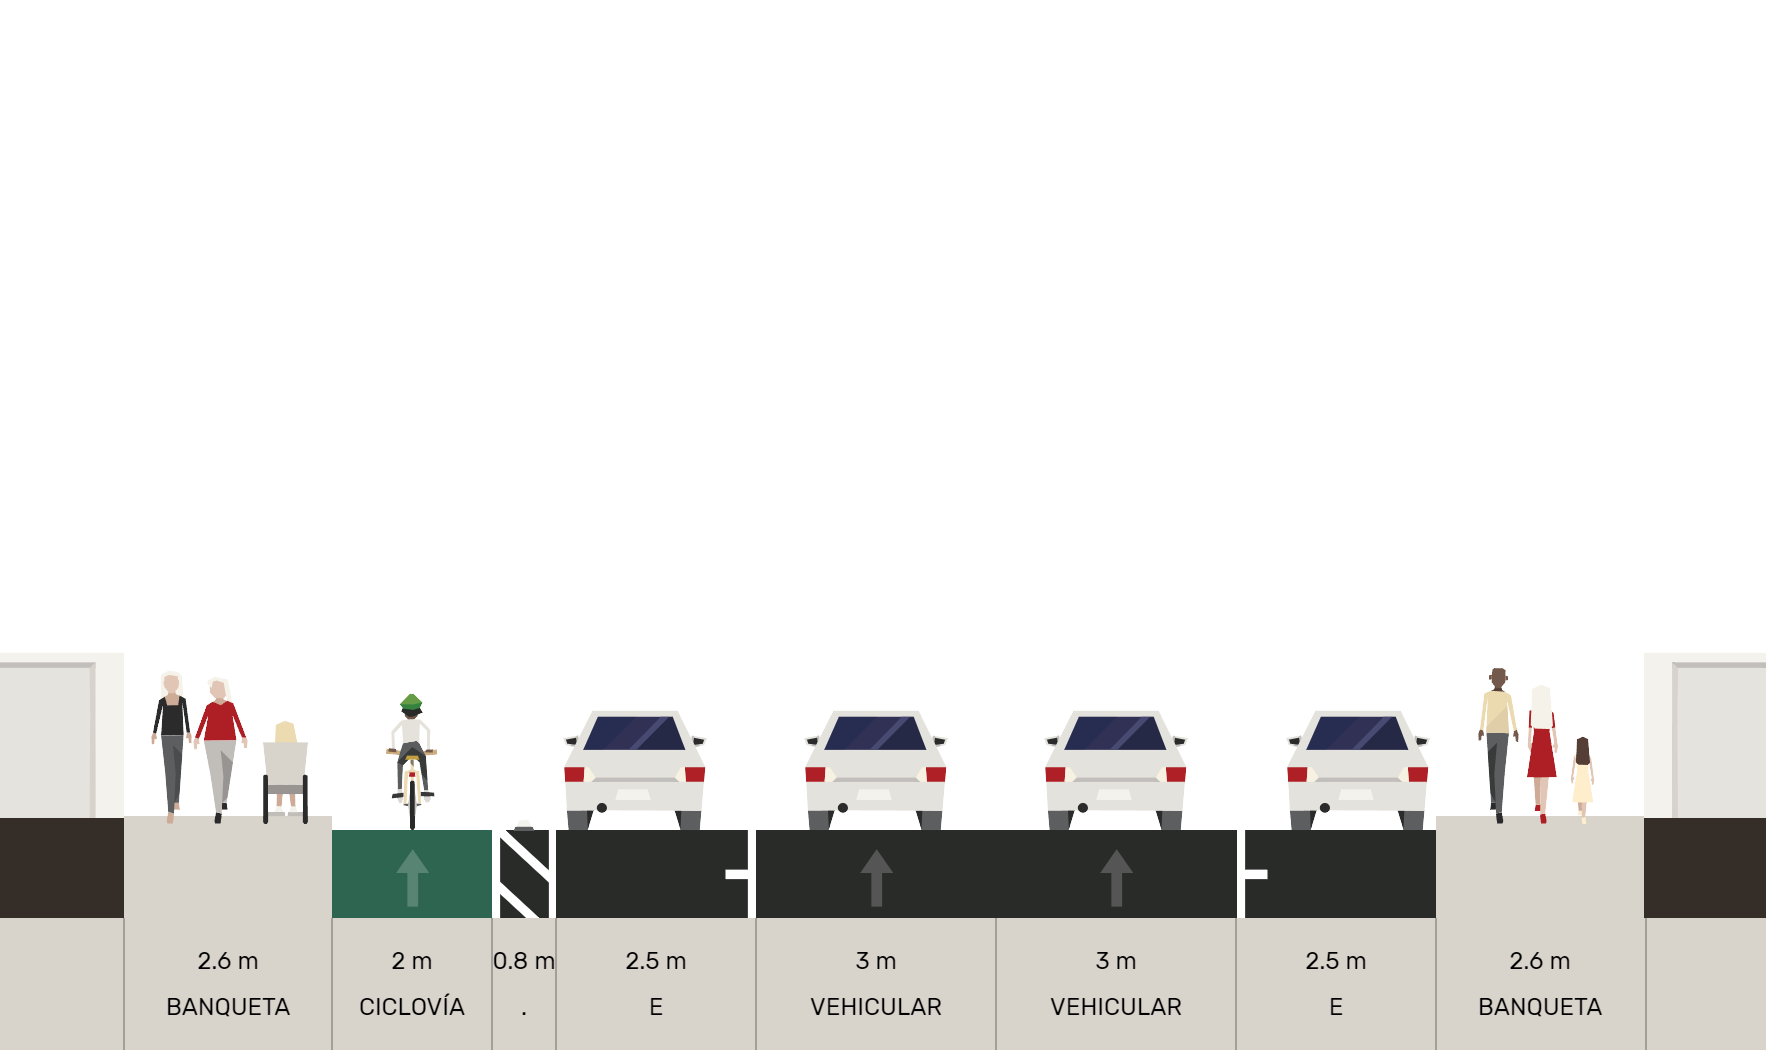 2.6 m
BANQUETA
2 m
CICLOVÍA
0.8 m
.
2.5 m
E
3 m
VEHICULAR
3 m
VEHICULAR
2.5 m
E
2.6 m
BANQUETA